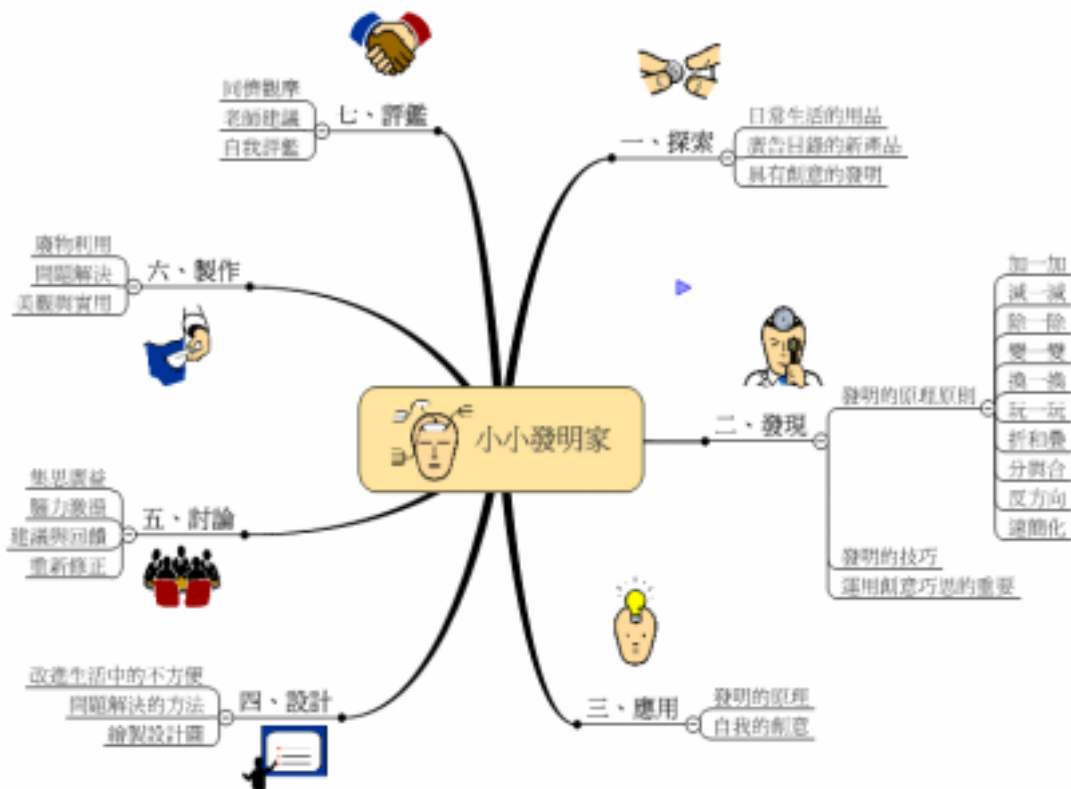 小小發明家
一、探索
日常生活的用品
廣告目錄的新產品
具有創意的發明
二、發現
發明的原理原則
加一加
減一減
除一除
變一變
換一換
玩一玩
折和疊
分與合
反方向
速簡化
發明的技巧
運用創意巧思的重要
三、應用
發明的原理
自我的創意
四、設計
改進生活中的不方便
問題解決的方法
繪製設計圖
五、討論
集思廣益
腦力激盪
建議與回饋
重新修正
六、製作
廢物利用
問題解決
美觀與實用
七、評鑑
同儕觀摩
老師建議
自我評鑑